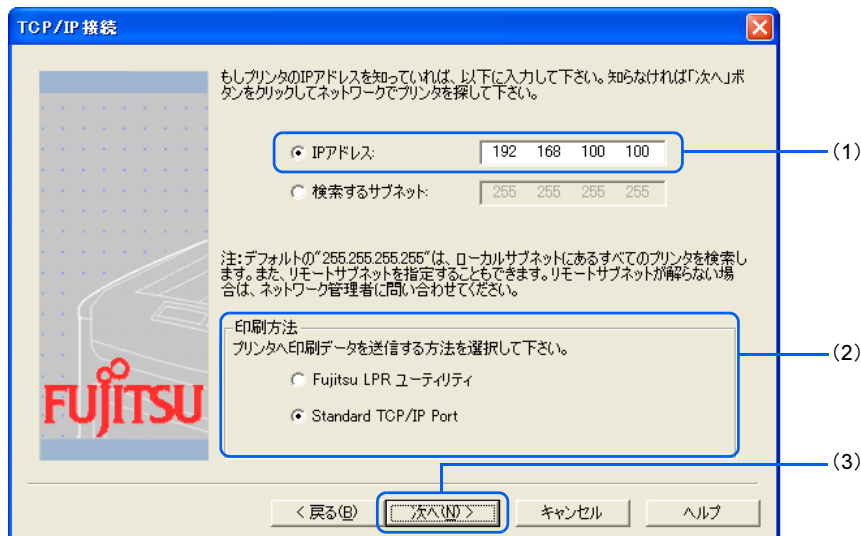 TCP/IP 接続
もしプリンタのIPアドレスを知っていれば、以下に入力して下さい。知らなければ「次へ」ボ
タンをクリックしてネットワークでプリンタを探して下さい。
IPアドレス: 192 168 100 100
(1)
検索するサブネット: 255 255 255 255
注:デフォルトの"255.255.255.255"は、ローカルサブネットにあるすべてのプリンタを検索し
ます。また、リモートサブネットを指定することもできます。リモートサブネットが解らない場
合は、ネットワーク管理者に問い合わせてください。
印刷方法
プリンタへ印刷データを送信する方法を選択して下さい。
(2)
Fujitsu LPR ユーティリティ
Standard TCP/IP Port
FUJITSU
(3)
< 戻る(B) 次へ(N) > キャンセル ヘルプ